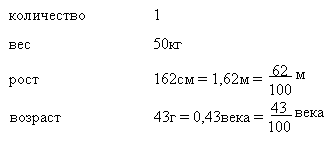 количество 1
вес 50кг
рост 162см = 1,62м = 62/100 м
возраст 43г = 0,43века = 43/100 века